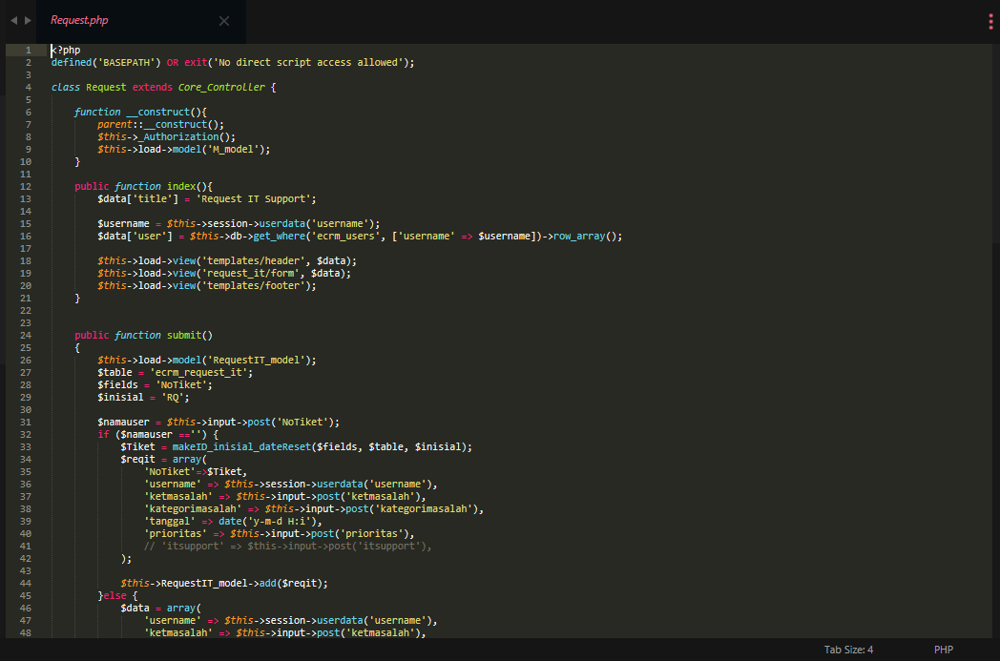 Request.php
1 <?php
2 defined('BASEPATH') OR exit('No direct script access allowed');
3
4 class Request extends Core_Controller {
5
6     function __construct(){
7         parent::__construct();
8         $this->_Authorization();
9         $this->load->model('M_model');
10     }
11
12     public function index(){
13         $data['title'] = 'Request IT Support';
14
15         $username = $this->session->userdata('username');
16         $data['user'] = $this->db->get_where('ecrm_users', ['username' => $username])->row_array();
17
18         $this->load->view('templates/header', $data);
19         $this->load->view('request_it/form', $data);
20         $this->load->view('templates/footer');
21     }
22
23
24     public function submit()
25     {
26         $this->load->model('RequestIT_model');
27         $table = 'ecrm_request_it';
28         $fields = 'NoTiket';
29         $inisial = 'RQ';
30
31         $namauser = $this->input->post('NoTiket');
32         if ($namauser =='') {
33             $Tiket = makeID_inisial_dateReset($fields, $table, $inisial);
34             $reqit = array(
35                 'NoTiket'=>$Tiket,
36                 'username' => $this->session->userdata('username'),
37                 'ketmasalah' => $this->input->post('ketmasalah'),
38                 'kategorimasalah' => $this->input->post('kategorimasalah'),
39                 'tanggal' => date('y-m-d H:i'),
40                 'prioritas' => $this->input->post('prioritas'),
41                 // 'itsupport' => $this->input->post('itsupport'),
42             );
43
44             $this->RequestIT_model->add($reqit);
45         }else {
46             $data = array(
47                 'username' => $this->session->userdata('username'),
48                 'ketmasalah' => $this->input->post('ketmasalah'),
Tab Size: 4 PHP